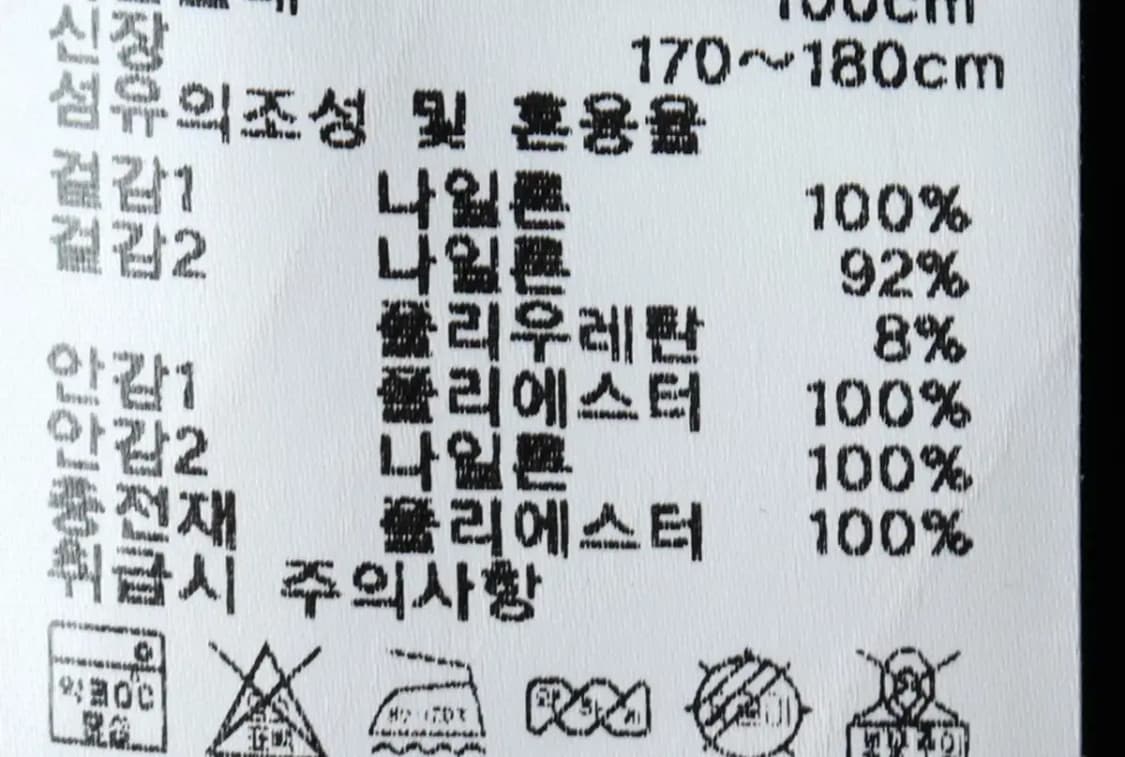 100cm
신장 170~180cm
섬유의조성 및 혼용율
겉감1 나일론 100%
겉감2 나일론 92%
폴리우레탄 8%
안감1 폴리에스터 100%
안감2 나일론 100%
충전재 폴리에스터 100%
취급시 주의사항